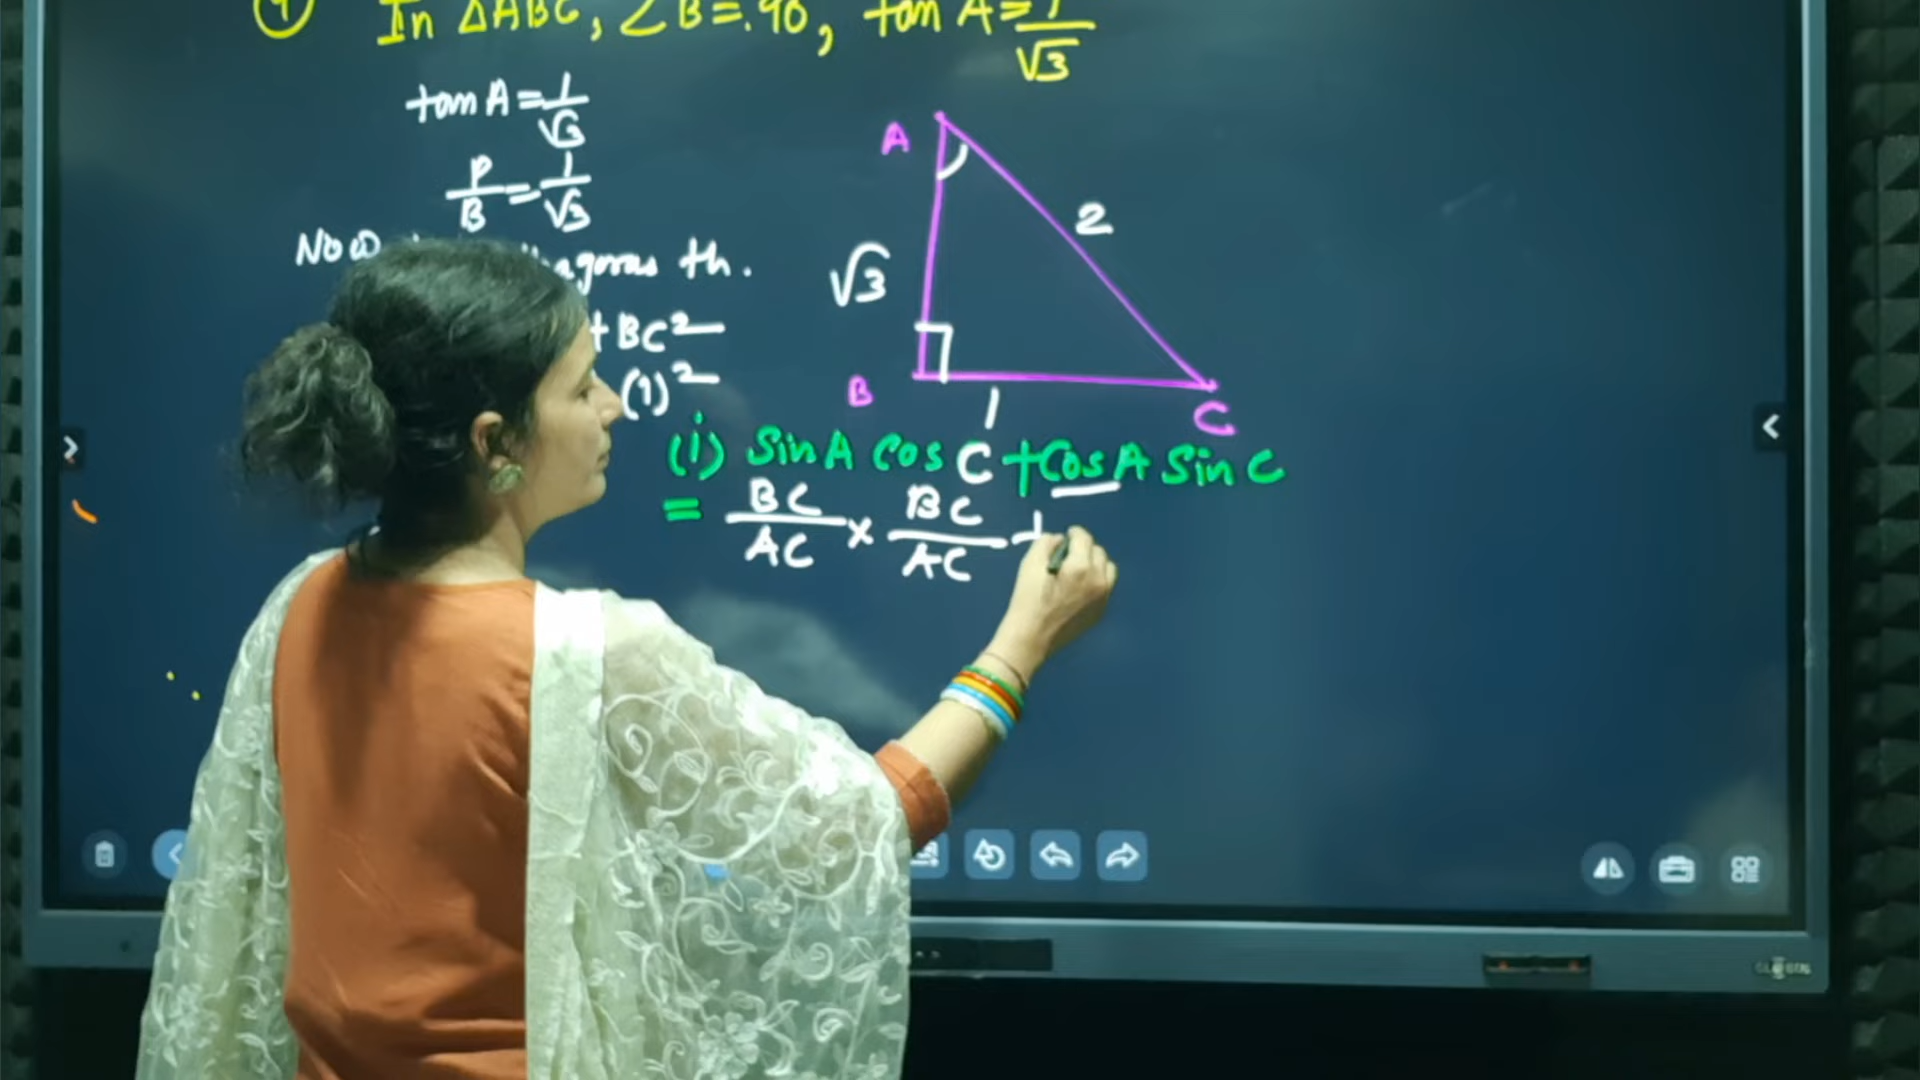 In △ABC, ∠B=.90, tan A=1/√3
tan A=1/√3
P/B=1/√3
Now th.
+BC²
(1)²
A
2
√3
B
1
C
(i) Sin A Cos C + Cos A Sin C
= BC/AC × BC/AC +